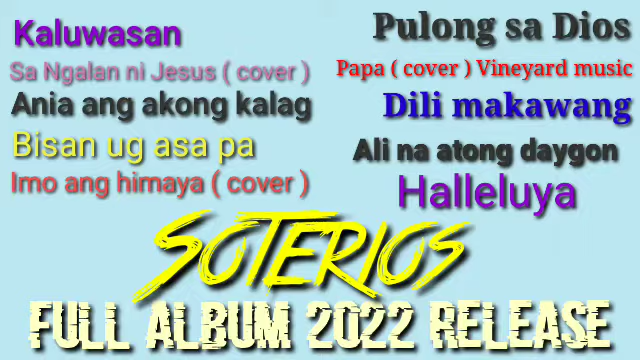 Kaluwasan
Sa Ngalan ni Jesus ( cover )
Ania ang akong kalag
Bisan ug asa pa
Imo ang himaya ( cover )
Pulong sa Dios
Papa ( cover ) Vineyard music
Dili makawang
Ali na atong daygon
Halleluya
SOTERIOS
FULL ALBUM 2022 RELEASE